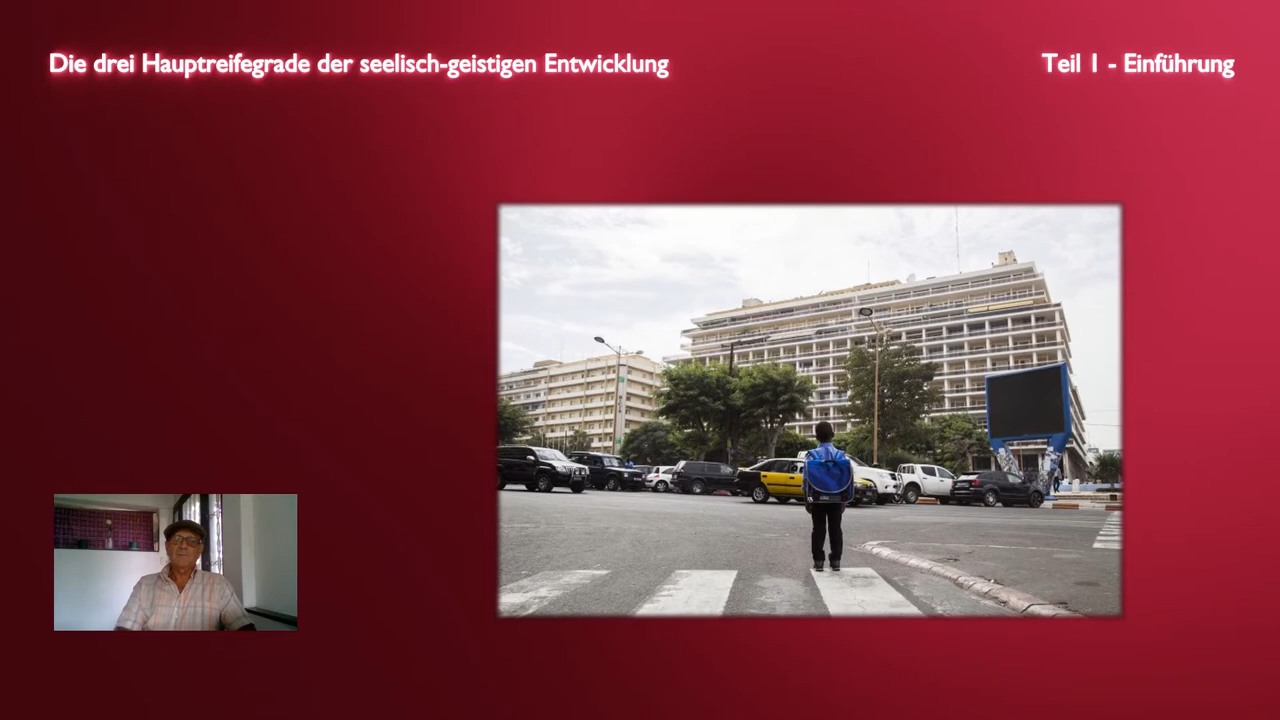 Die drei Hauptreifegrade der seelisch-geistigen Entwicklung
Teil 1 - Einführung